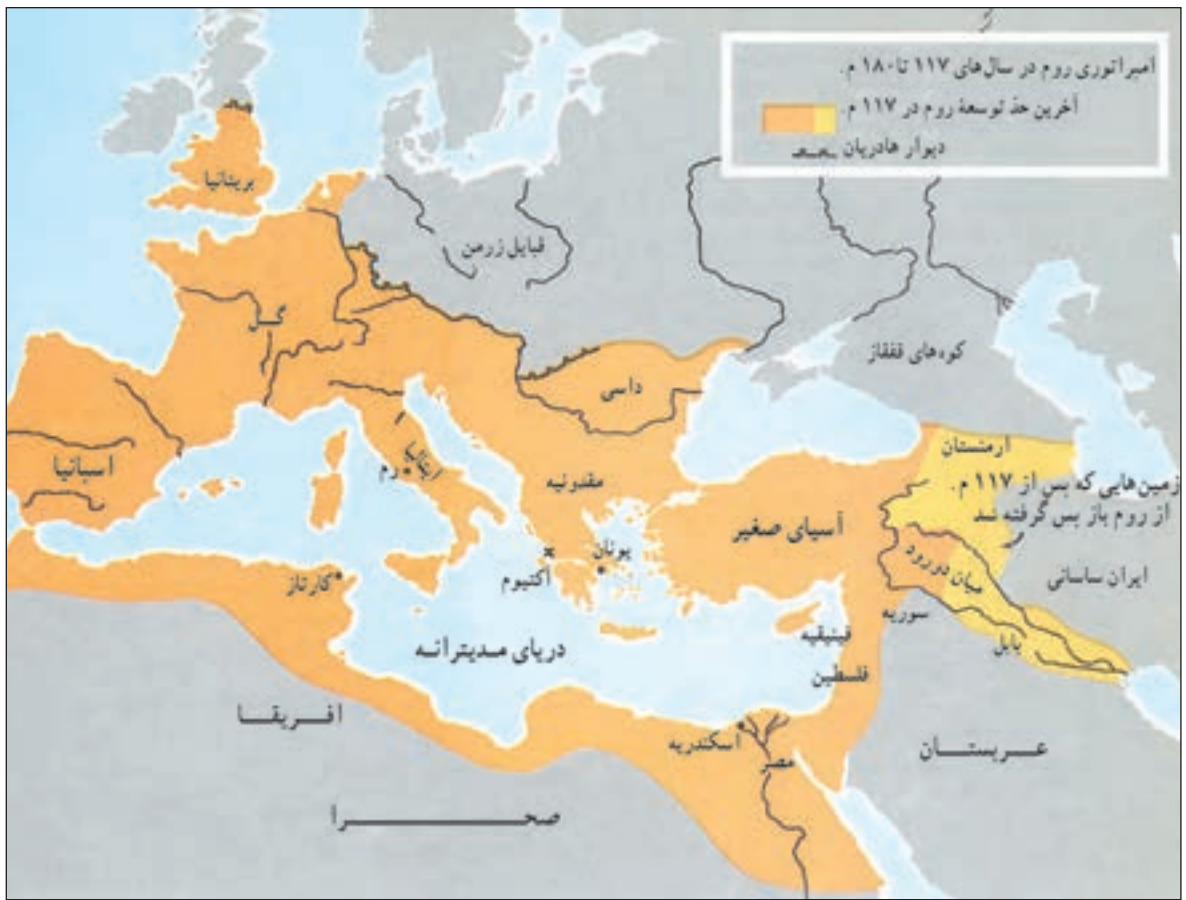 امپراتوری روم در سال‌های ۱۱۷ تا ۱۸۰ م.
آخرین حدّ توسعهٔ روم در ۱۱۷ م.
دیوار هادریان
بریتانیا
قبایل ژرمن
گل
کوه‌های قفقاز
داسی
ارمنستان
اسپانیا
ایتالیا
رم
مقدونیه
زمین‌هایی که پس از ۱۱۷ م.
از روم باز پس گرفته شد
آسیای صغیر
یونان
اکتیوم
کارتاژ
میان دورود
ایران ساسانی
سوریه
بابل
فینیقیه
دریای مدیترانه
فلسطین
افریقا
اسکندریه
مصر
عربستان
صحرا